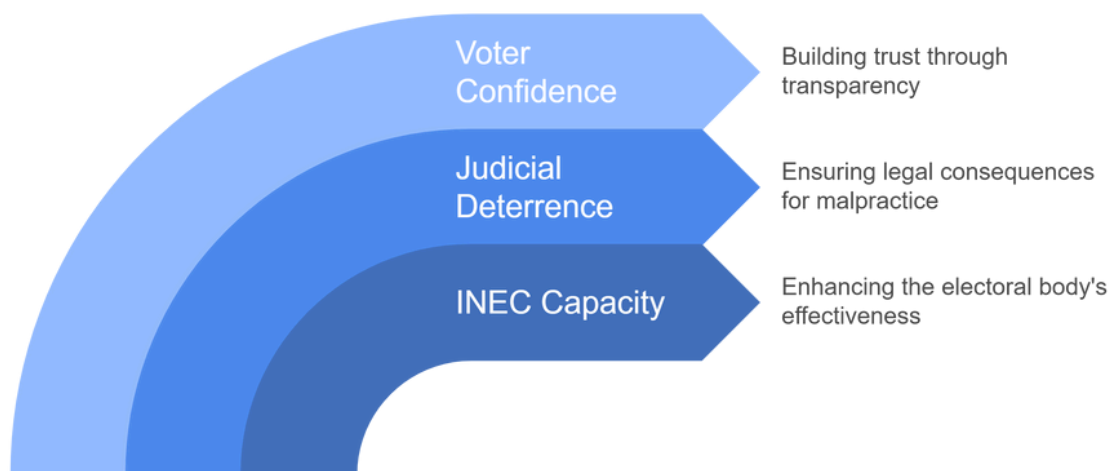 Voter
Confidence
Building trust through
transparency
Judicial
Deterrence
Ensuring legal consequences
for malpractice
INEC Capacity
Enhancing the electoral body's
effectiveness